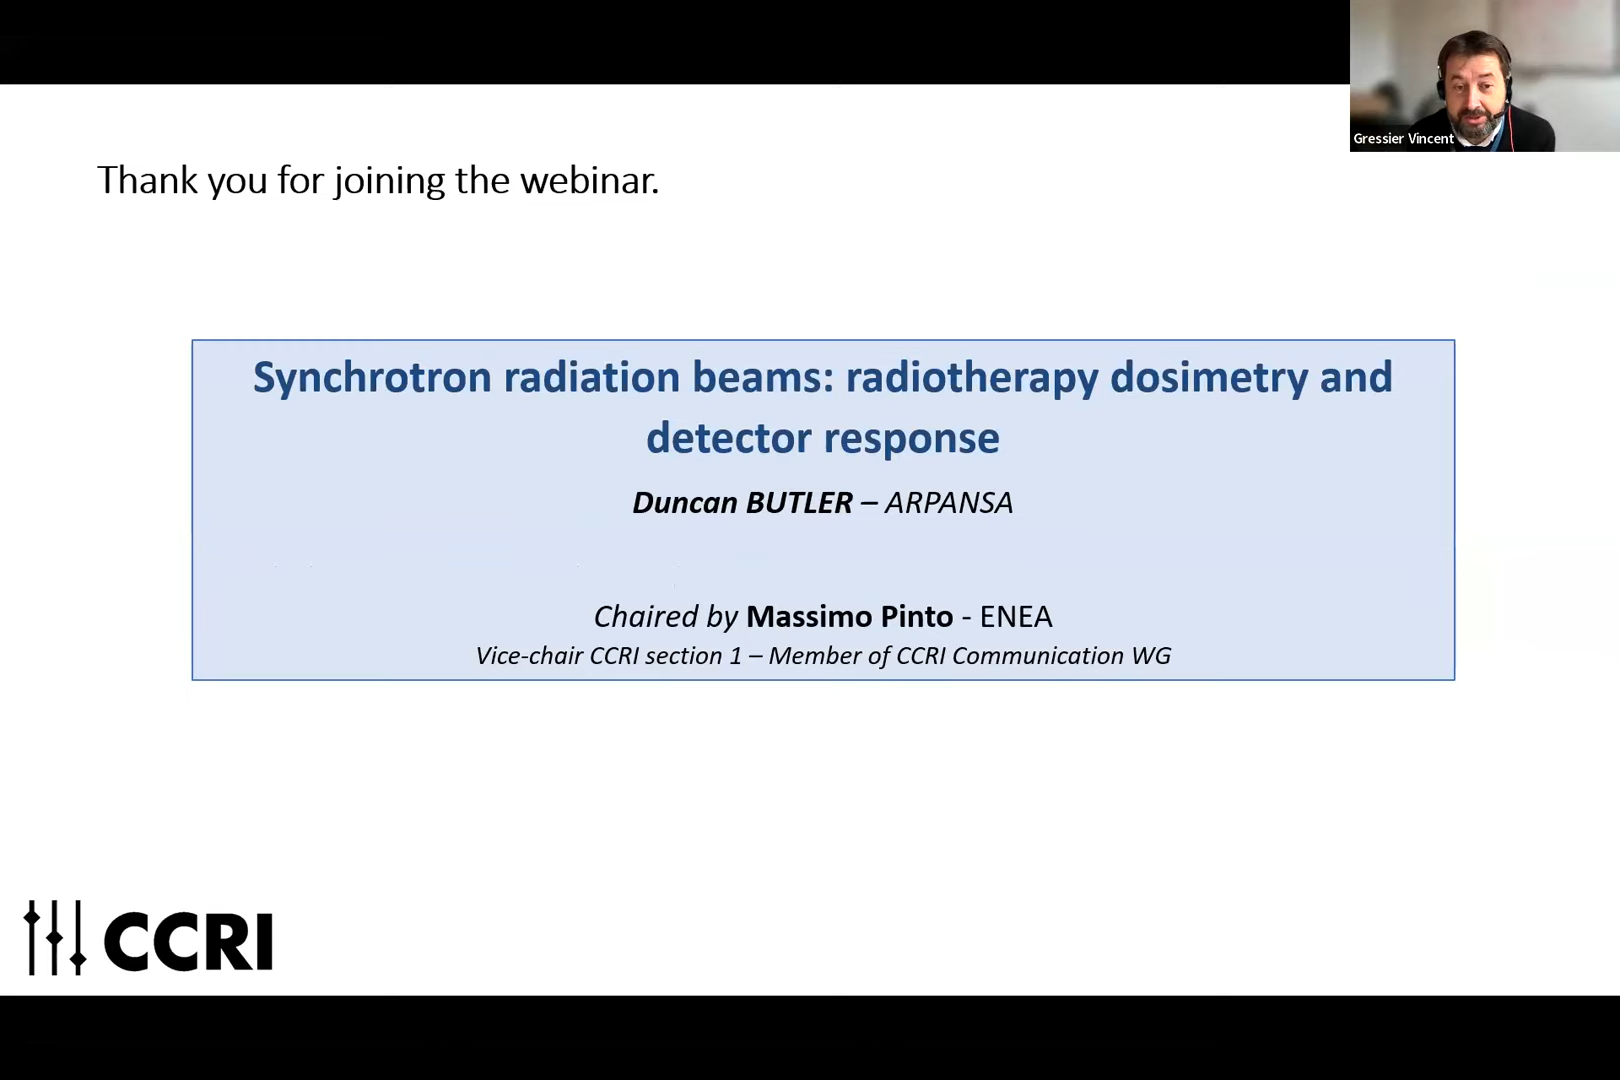 Gressier Vincent
Thank you for joining the webinar.
Synchrotron radiation beams: radiotherapy dosimetry and
detector response
Duncan BUTLER – ARPANSA
Chaired by Massimo Pinto - ENEA
Vice-chair CCRI section 1 – Member of CCRI Communication WG
CCRI